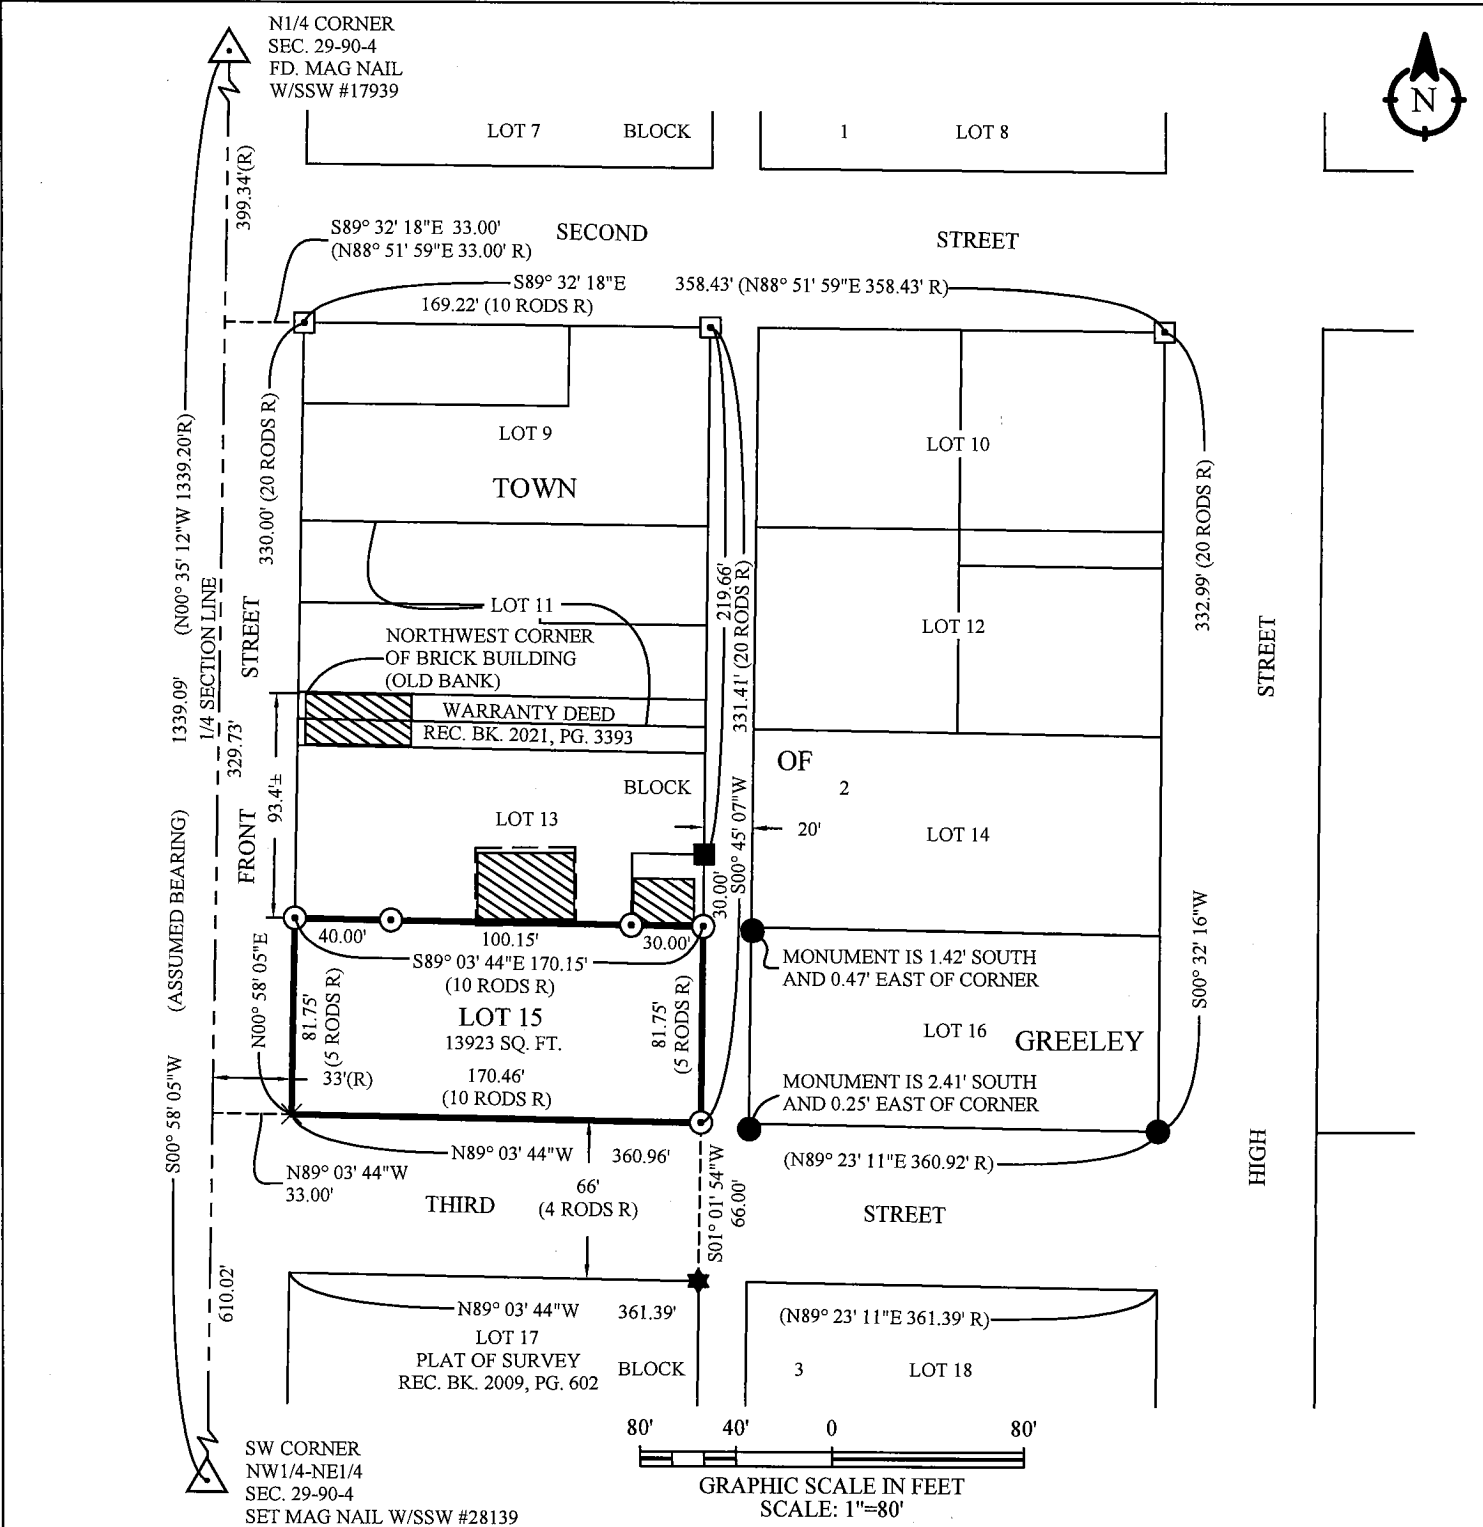 N1/4 CORNER
SEC. 29-90-4
FD. MAG NAIL
W/SSW #17939
N
LOT 7
BLOCK
1
LOT 8
399.34'(R)
S89° 32' 18"E 33.00'
(N88° 51' 59"E 33.00' R)
SECOND
STREET
S89° 32' 18"E
358.43' (N88° 51' 59"E 358.43' R)
169.22' (10 RODS R)
330.00' (20 RODS R)
LOT 9
LOT 10
TOWN
332.99' (20 RODS R)
(N00° 35' 12"W 1339.20'R)
1339.09'
1/4 SECTION LINE
329.73'
STREET
219.66'
331.41' (20 RODS R)
LOT 11
LOT 12
NORTHWEST CORNER
OF BRICK BUILDING
(OLD BANK)
STREET
WARRANTY DEED
REC. BK. 2021, PG. 3393
93.4'±
OF
BLOCK
2
FRONT
LOT 13
20'
LOT 14
S00° 45' 07"W
30.00'
(ASSUMED BEARING)
40.00'
100.15'
30.00'
S89° 03' 44"E 170.15'
(10 RODS R)
MONUMENT IS 1.42' SOUTH
AND 0.47' EAST OF CORNER
S00° 32' 16"W
N00° 58' 05"E
81.75'
(5 RODS R)
LOT 15
13923 SQ. FT.
81.75'
(5 RODS R)
LOT 16
GREELEY
33'(R)
170.46'
(10 RODS R)
MONUMENT IS 2.41' SOUTH
AND 0.25' EAST OF CORNER
S00° 58' 05"W
N89° 03' 44"W
360.96'
(N89° 23' 11"E 360.92' R)
HIGH
N89° 03' 44"W
33.00'
66'
(4 RODS R)
S01° 01' 54"W
66.00'
THIRD
STREET
610.02'
N89° 03' 44"W
361.39'
(N89° 23' 11"E 361.39' R)
LOT 17
PLAT OF SURVEY
REC. BK. 2009, PG. 602
BLOCK
3
LOT 18
80'
40'
0
80'
GRAPHIC SCALE IN FEET
SCALE: 1"=80'
SW CORNER
NW1/4-NE1/4
SEC. 29-90-4
SET MAG NAIL W/SSW #28139